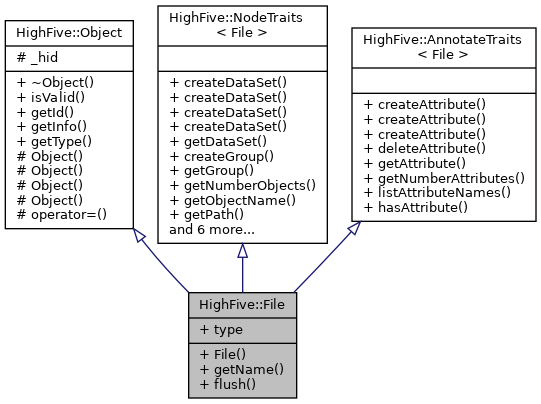 HighFive::Object
# _hid
+ ~Object()
+ isValid()
+ getId()
+ getInfo()
+ getType()
# Object()
# Object()
# Object()
# Object()
# operator=()
HighFive::NodeTraits
< File >
+ createDataSet()
+ createDataSet()
+ createDataSet()
+ createDataSet()
+ getDataSet()
+ createGroup()
+ getGroup()
+ getNumberObjects()
+ getObjectName()
+ getPath()
and 6 more...
HighFive::AnnotateTraits
< File >
+ createAttribute()
+ createAttribute()
+ createAttribute()
+ deleteAttribute()
+ getAttribute()
+ getNumberAttributes()
+ listAttributeNames()
+ hasAttribute()
HighFive::File
+ type
+ File()
+ getName()
+ flush()